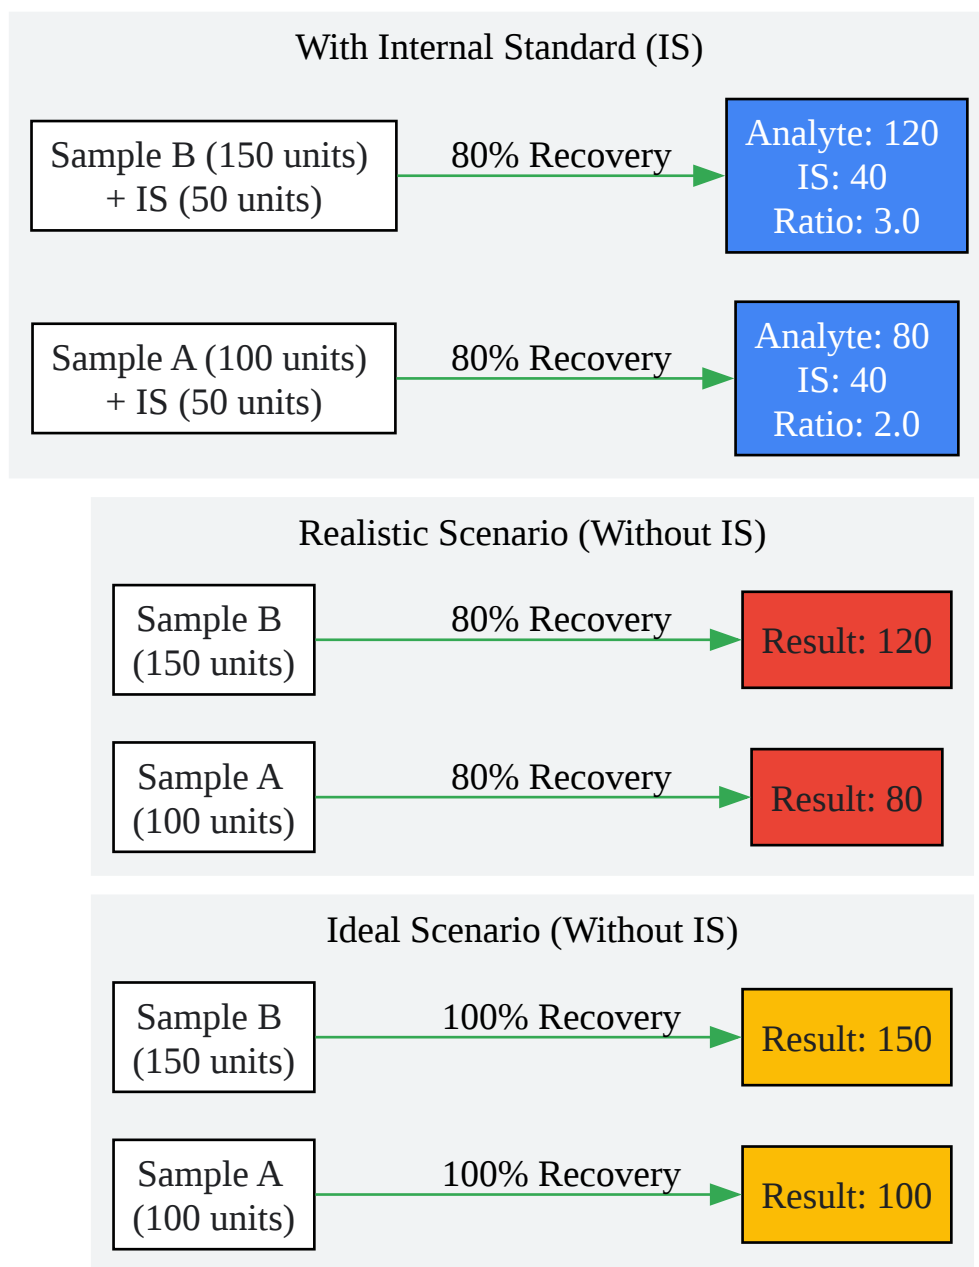 With Internal Standard (IS)
Sample B (150 units)
+ IS (50 units)
80% Recovery
Analyte: 120
IS: 40
Ratio: 3.0
Sample A (100 units)
+ IS (50 units)
80% Recovery
Analyte: 80
IS: 40
Ratio: 2.0
Realistic Scenario (Without IS)
Sample B
(150 units)
80% Recovery
Result: 120
Sample A
(100 units)
80% Recovery
Result: 80
Ideal Scenario (Without IS)
Sample B
(150 units)
100% Recovery
Result: 150
Sample A
(100 units)
100% Recovery
Result: 100